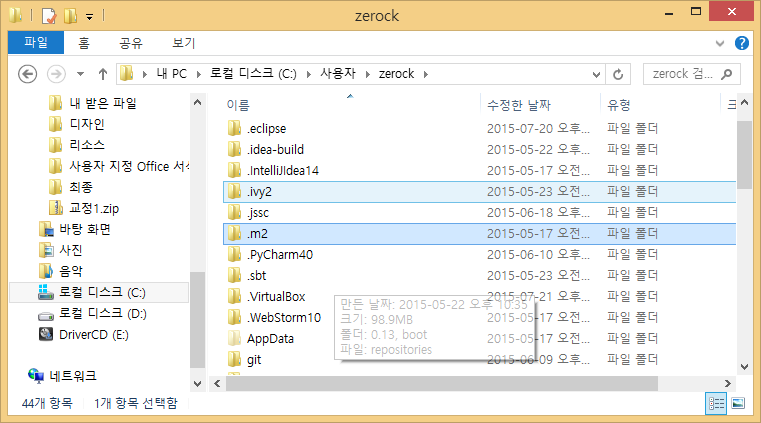 zerock
파일 홈 공유 보기
내 PC 로컬 디스크 (C:) 사용자 zerock
zerock 검...
내 받은 파일
디자인
리소스
사용자 지정 Office 서식
최종
교정1.zip
바탕 화면
사진
음악
로컬 디스크 (C:)
로컬 디스크 (D:)
DriverCD (E:)
네트워크
이름 수정한 날짜 유형 크
.eclipse 2015-07-20 오후... 파일 폴더
.idea-build 2015-05-22 오후... 파일 폴더
.IntelliJIdea14 2015-05-17 오전... 파일 폴더
.ivy2 2015-05-23 오전... 파일 폴더
.jssc 2015-06-18 오후... 파일 폴더
.m2 2015-05-17 오전... 파일 폴더
.PyCharm40 2015-06-10 오후... 파일 폴더
.sbt 2015-05-23 오전... 파일 폴더
.VirtualBox 2015-07-21 오후... 파일 폴더
.WebStorm10 2015-05-17 오전... 파일 폴더
AppData 2015-05-17 오전... 파일 폴더
git 2015-06-09 오후... 파일 폴더
만든 날짜: 2015-05-22 오후 10:35
크기: 98.9MB
폴더: 0.13, boot
파일: repositories
44개 항목 1개 항목 선택함